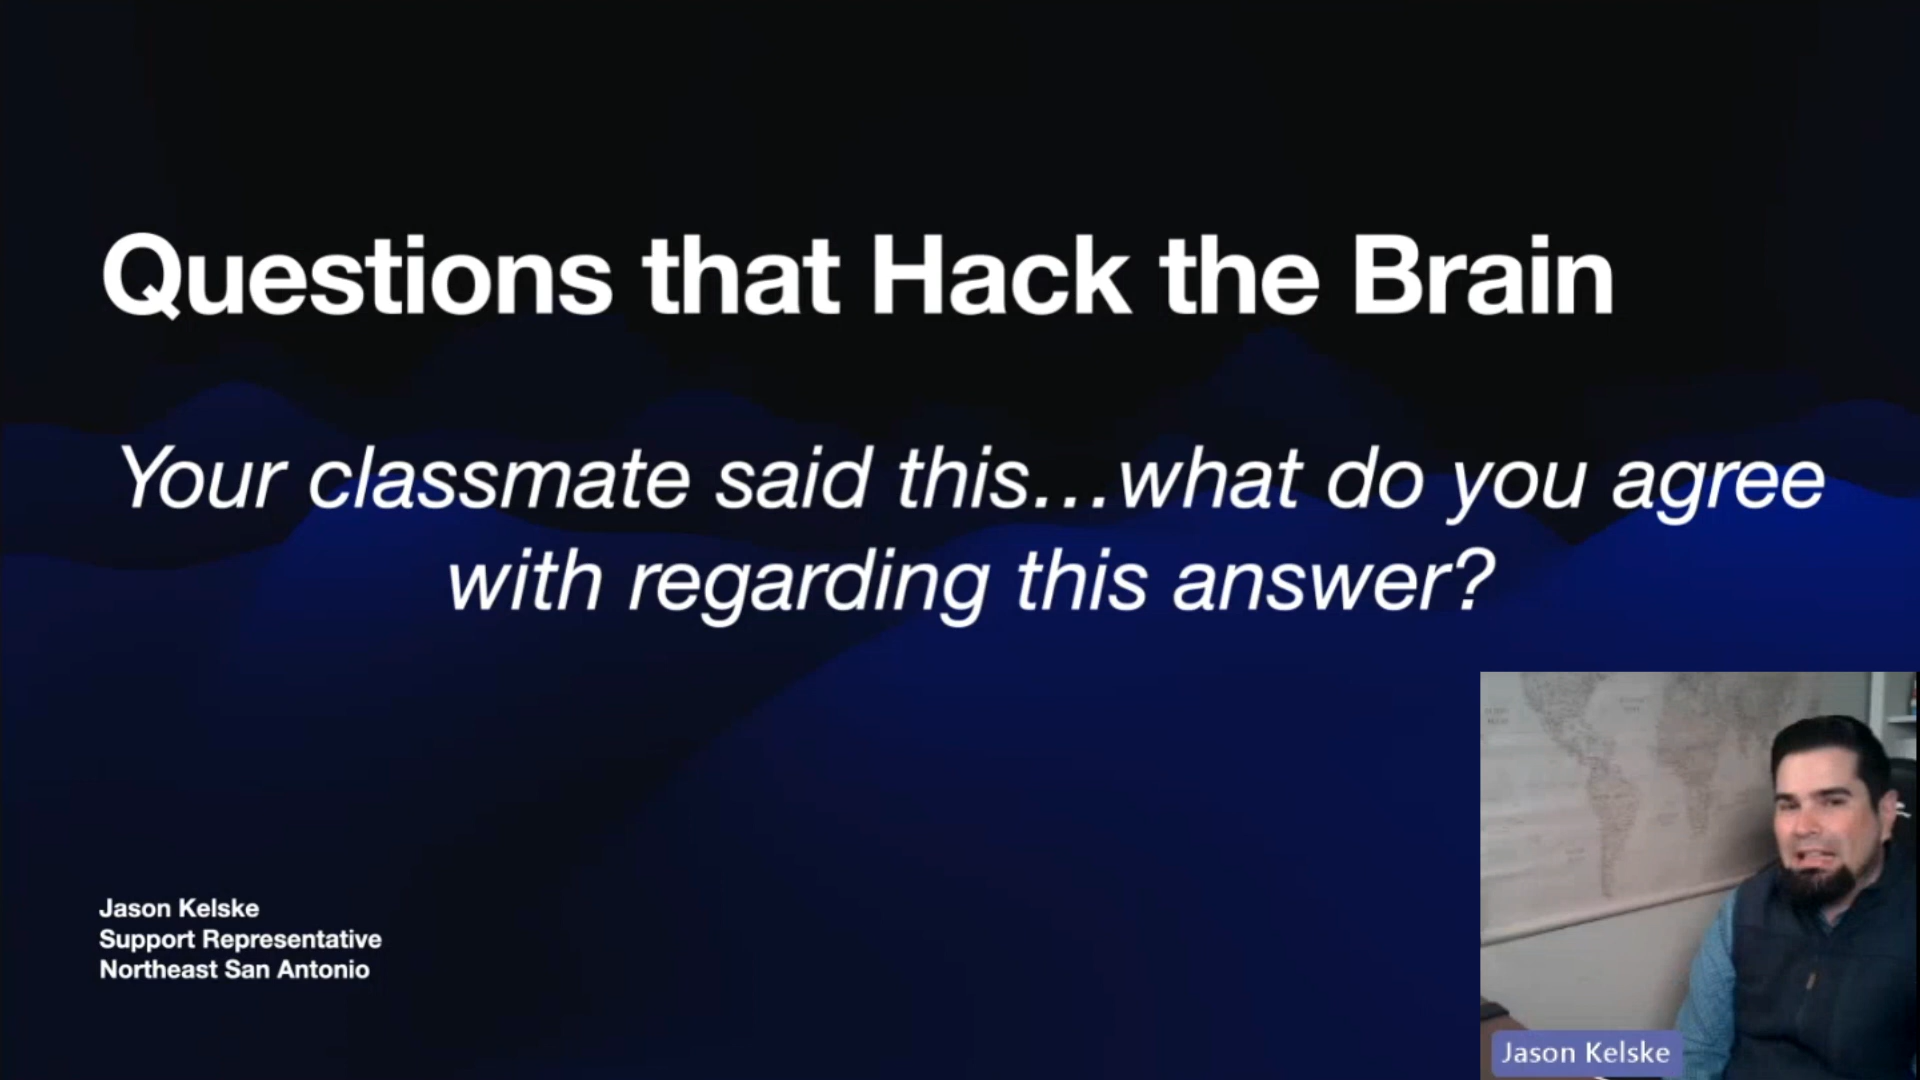 Questions that Hack the Brain
Your classmate said this...what do you agree
with regarding this answer?
Jason Kelske
Support Representative
Northeast San Antonio
Jason Kelske